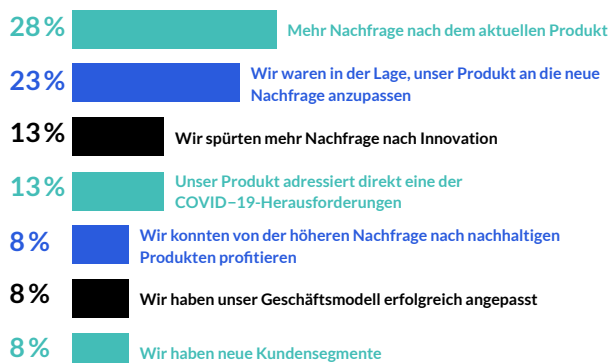 28 % Mehr Nachfrage nach dem aktuellen Produkt
23 % Wir waren in der Lage, unser Produkt an die neue
Nachfrage anzupassen
13 % Wir spürten mehr Nachfrage nach Innovation
13 % Unser Produkt adressiert direkt eine der
COVID–19-Herausforderungen
8 % Wir konnten von der höheren Nachfrage nach nachhaltigen
Produkten profitieren
8 % Wir haben unser Geschäftsmodell erfolgreich angepasst
8 % Wir haben neue Kundensegmente